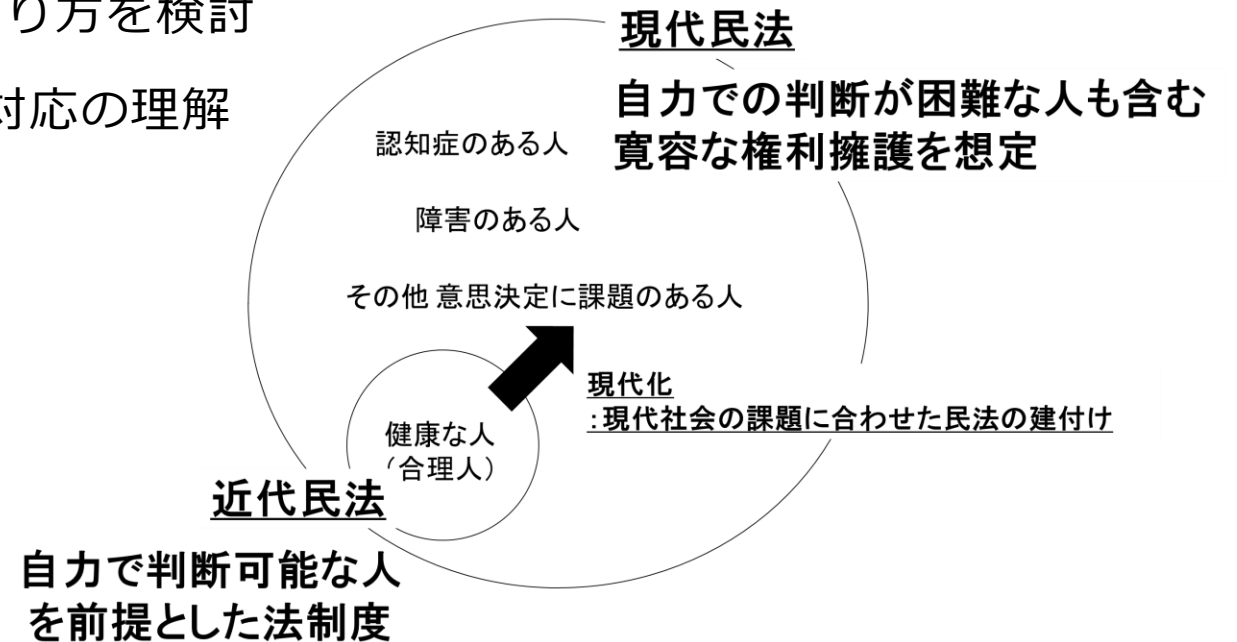 り方を検討
対応の理解
現代民法
自力での判断が困難な人も含む
寛容な権利擁護を想定
認知症のある人
障害のある人
その他 意思決定に課題のある人
現代化
:現代社会の課題に合わせた民法の建付け
健康な人
(合理人)
近代民法
自力で判断可能な人
を前提とした法制度